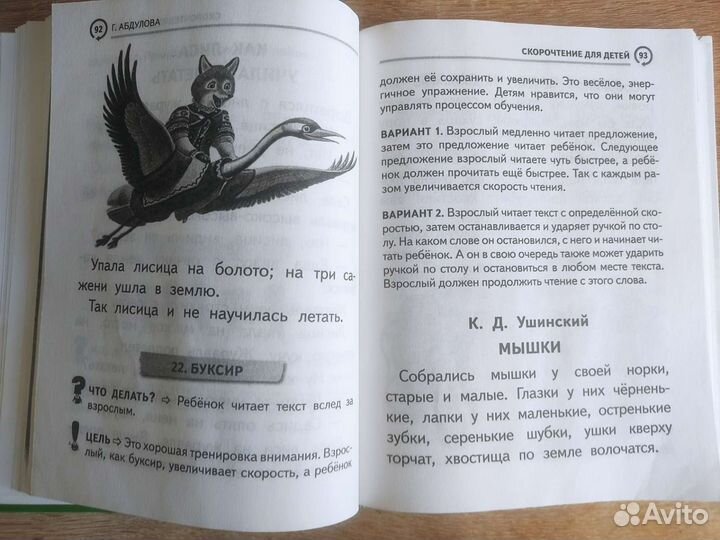 92 Г. АБДУЛОВА
Упала лисица на болото; на три са-
жени ушла в землю.
Так лисица и не научилась летать.
22. БУКСИР
ЧТО ДЕЛАТЬ? ⇨ Ребёнок читает текст вслед за
взрослым.
ЦЕЛЬ ⇨ Это хорошая тренировка внимания. Взрос-
лый, как буксир, увеличивает скорость, а ребёнок
СКОРОЧТЕНИЕ ДЛЯ ДЕТЕЙ 93
должен её сохранить и увеличить. Это весёлое, энер-
гичное упражнение. Детям нравится, что они могут
управлять процессом обучения.
ВАРИАНТ 1. Взрослый медленно читает предложение,
затем это предложение читает ребёнок. Следующее
предложение взрослый читаете чуть быстрее, а ребё-
нок должен прочитать ещё быстрее. Так с каждым ра-
зом увеличивается скорость чтения.
ВАРИАНТ 2. Взрослый читает текст с определённой ско-
ростью, затем останавливается и ударяет ручкой по сто-
лу. На каком слове он остановился, с него и начинает чи-
тать ребёнок. А он в свою очередь также может ударить
ручкой по столу и остановиться в любом месте текста.
Взрослый должен продолжить чтение с этого слова.
К. Д. Ушинский
МЫШКИ
Собрались мышки у своей норки,
старые и малые. Глазки у них чёрнень-
кие, лапки у них маленькие, остренькие
зубки, серенькие шубки, ушки кверху
торчат, хвостища по земле волочатся.
Avito